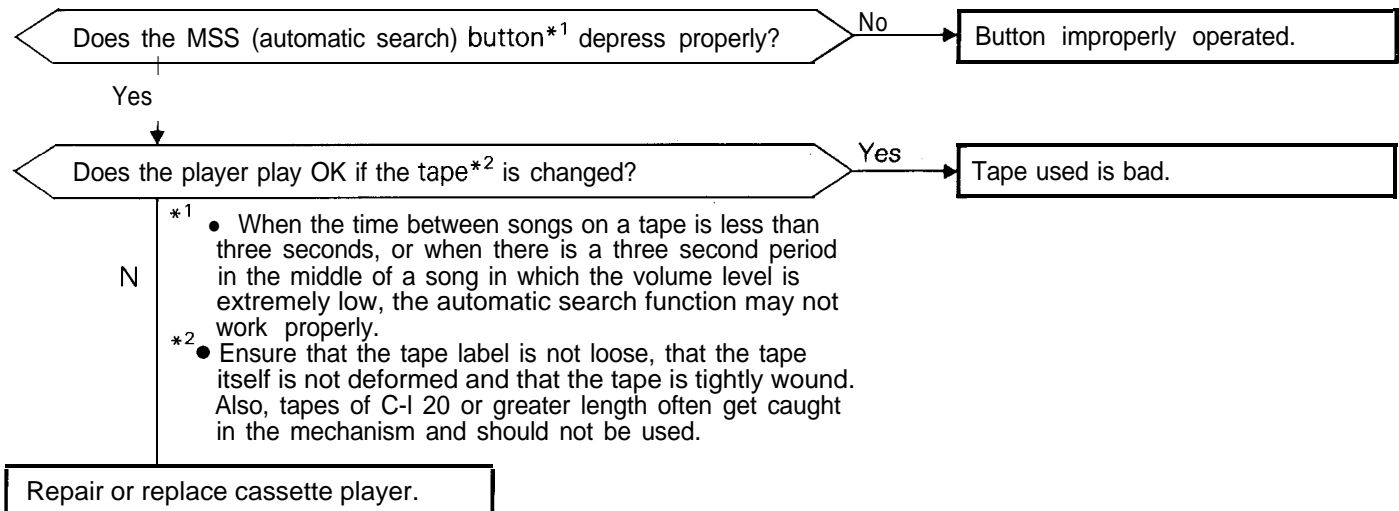 Does the MSS (automatic search) button*1 depress properly?
No
Button improperly operated.
Yes
Does the player play OK if the tape*2 is changed?
Yes
Tape used is bad.
N
*1 ● When the time between songs on a tape is less than
three seconds, or when there is a three second period
in the middle of a song in which the volume level is
extremely low, the automatic search function may not
work properly.
*2 ● Ensure that the tape label is not loose, that the tape
itself is not deformed and that the tape is tightly wound.
Also, tapes of C-I 20 or greater length often get caught
in the mechanism and should not be used.
Repair or replace cassette player.